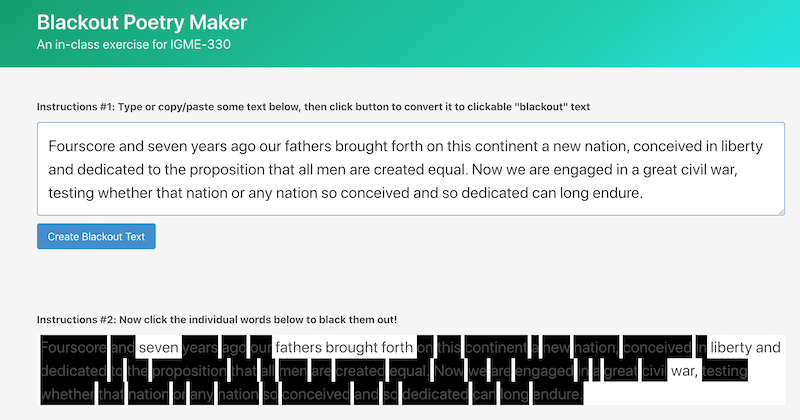 Blackout Poetry Maker
An in-class exercise for IGME-330
Instructions #1: Type or copy/paste some text below, then click button to convert it to clickable "blackout" text
Fourscore and seven years ago our fathers brought forth on this continent a new nation, conceived in liberty
and dedicated to the proposition that all men are created equal. Now we are engaged in a great civil war,
testing whether that nation or any nation so conceived and so dedicated can long endure.
Create Blackout Text
Instructions #2: Now click the individual words below to black them out!
Fourscore and seven years ago our fathers brought forth on this continent a new nation, conceived in liberty and
dedicated to the proposition that all men are created equal. Now we are engaged in a great civil war, testing
whether that nation or any nation so conceived and so dedicated can long endure.